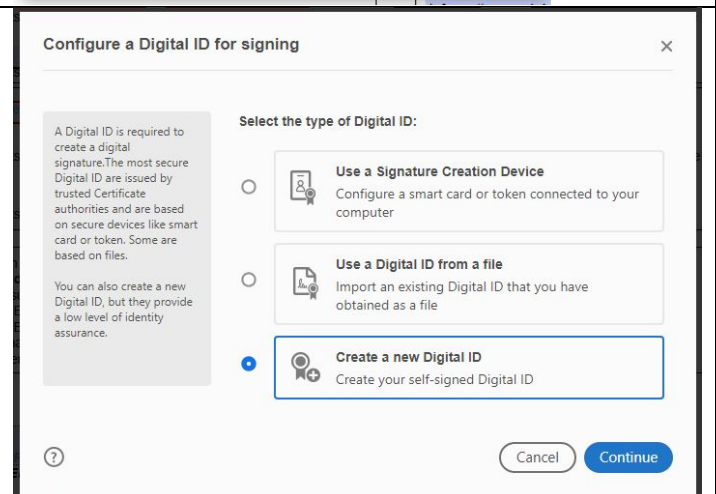 Configure a Digital ID for signing
A Digital ID is required to
create a digital
signature.The most secure
Digital ID are issued by
trusted Certificate
authorities and are based
on secure devices like smart
card or token. Some are
based on files.
You can also create a new
Digital ID, but they provide
a low level of identity
assurance.
Select the type of Digital ID:
Use a Signature Creation Device
Configure a smart card or token connected to your
computer
Use a Digital ID from a file
Import an existing Digital ID that you have
obtained as a file
Create a new Digital ID
Create your self-signed Digital ID
?
Cancel
Continue